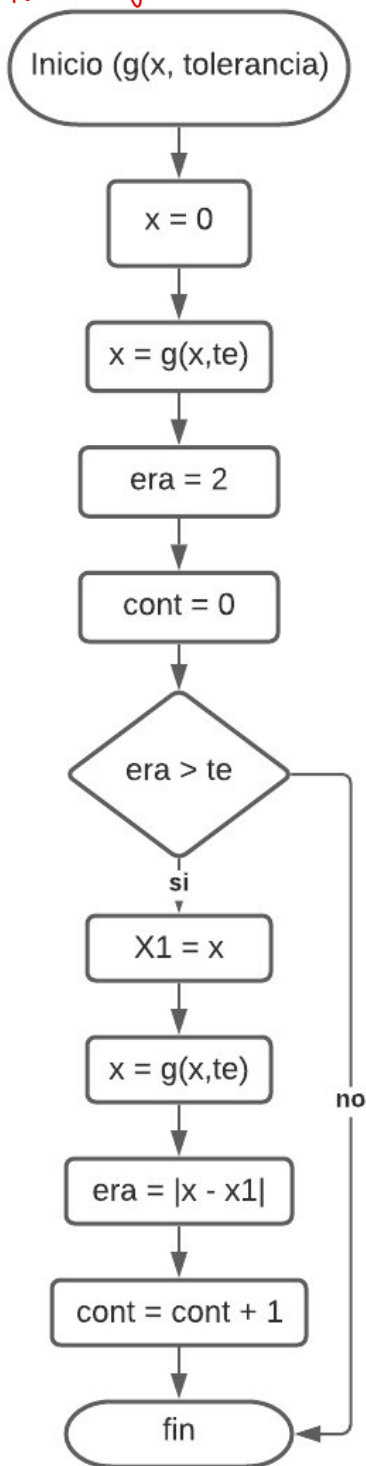 Inicio (g(x, tolerancia)
x = 0
x = g(x,te)
era = 2
cont = 0
era > te
si
X1 = x
x = g(x,te)
no
era = |x - x1|
cont = cont + 1
fin